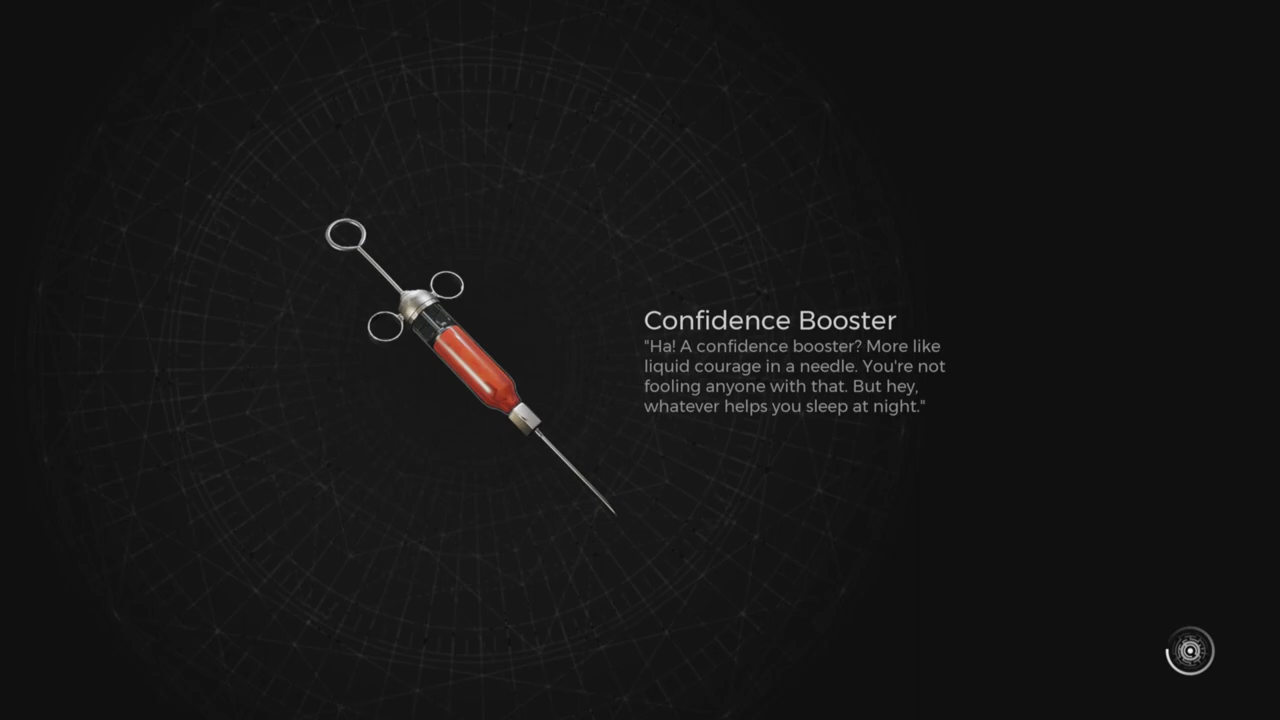 Confidence Booster
"Ha! A confidence booster? More like
liquid courage in a needle. You're not
fooling anyone with that. But hey,
whatever helps you sleep at night."